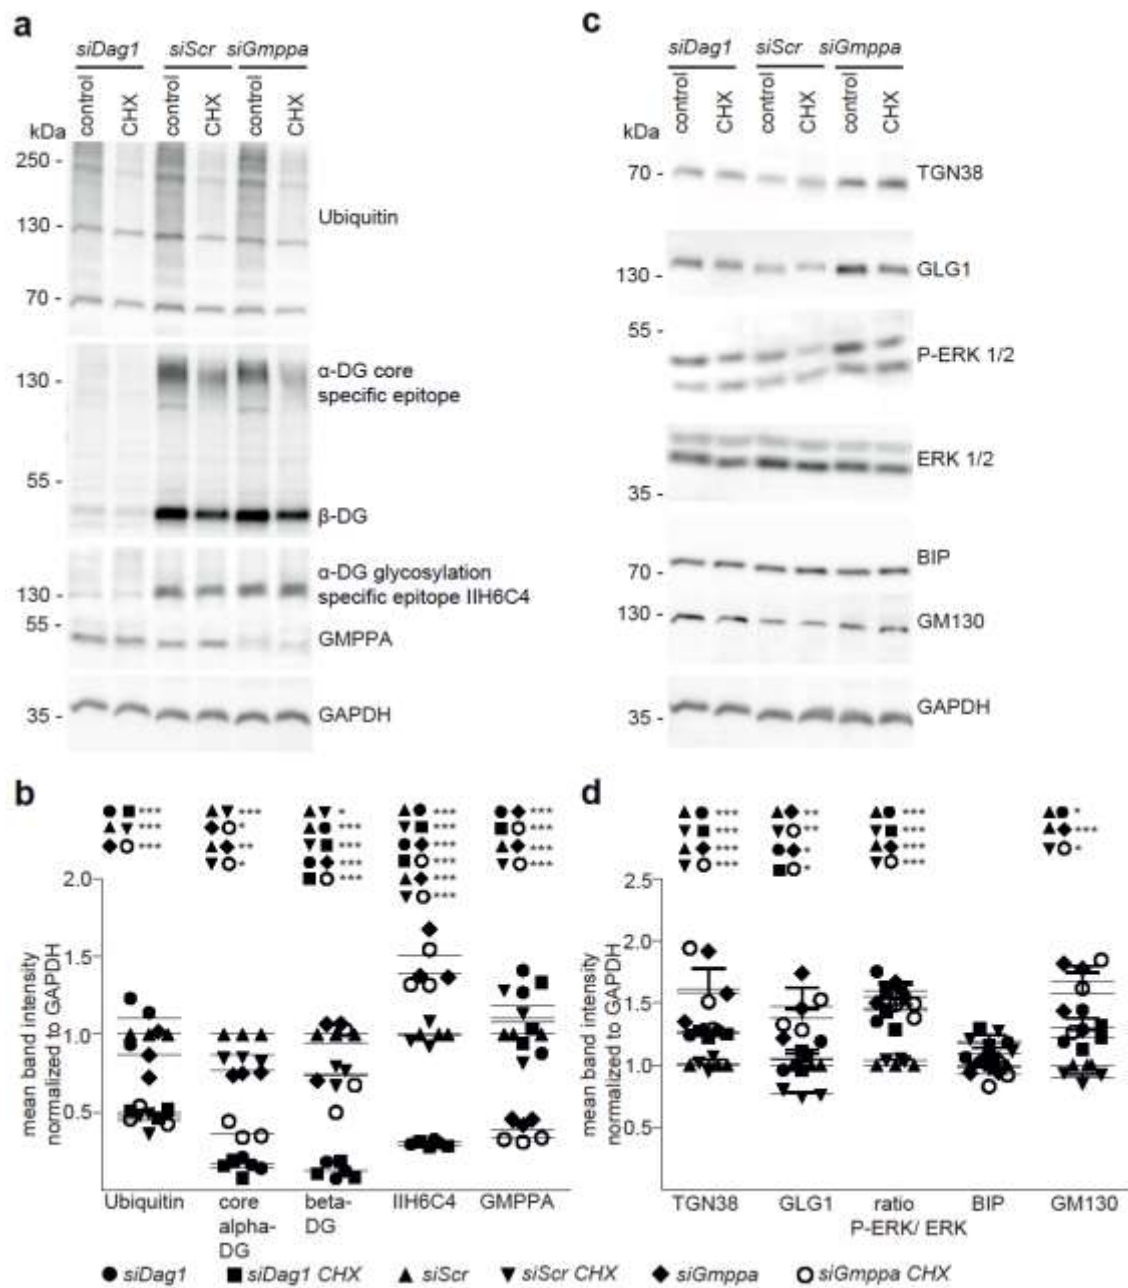 a
siDag1 siScr siGmppa
control CHX control CHX control CHX
kDa
250 -
130 -
Ubiquitin
70 -
130 -
α-DG core
specific epitope
55 -
β-DG
α-DG glycosylation
130 -
specific epitope IIH6C4
55 -
GMPPA
35 -
GAPDH
c
siDag1 siScr siGmppa
control CHX control CHX control CHX
kDa
70 -
TGN38
130 -
GLG1
55 -
P-ERK 1/2
ERK 1/2
35 -
BIP
70 -
130 -
GM130
35 -
GAPDH
b
*** *** * *** ***
*** * *** *** ***
*** ** *** *** ***
* *** *** ***
*** ***
***
2.0
1.5
1.0
0.5
mean band intensity
normalized to GAPDH
Ubiquitin core alpha-DG beta-DG IIH6C4 GMPPA
d
*** ** *** *
*** ** *** ***
*** * *** *
*** * ***
2.5
2.0
1.5
1.0
0.5
mean band intensity
normalized to GAPDH
TGN38 GLG1 ratio P-ERK/ ERK BIP GM130
siDag1 siDag1 CHX siScr siScr CHX siGmppa siGmppa CHX